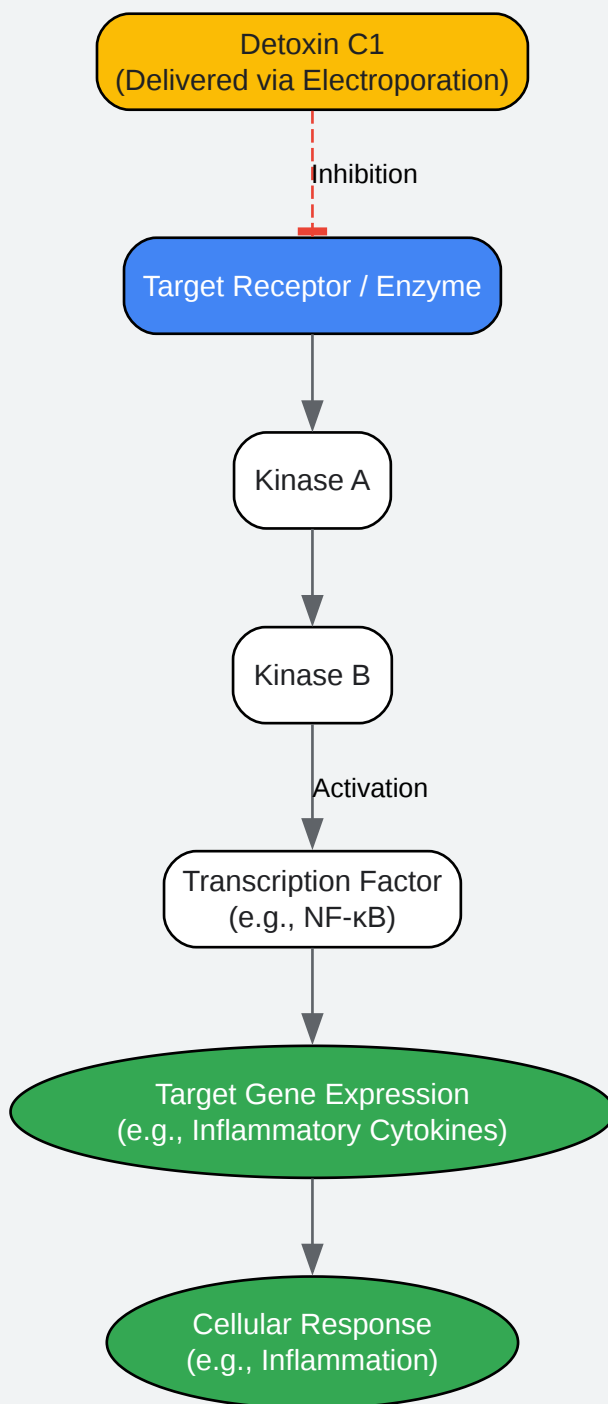 Detoxin C1
(Delivered via Electroporation)
Inhibition
Target Receptor / Enzyme
Kinase A
Kinase B
Activation
Transcription Factor
(e.g., NF-κB)
Target Gene Expression
(e.g., Inflammatory Cytokines)
Cellular Response
(e.g., Inflammation)